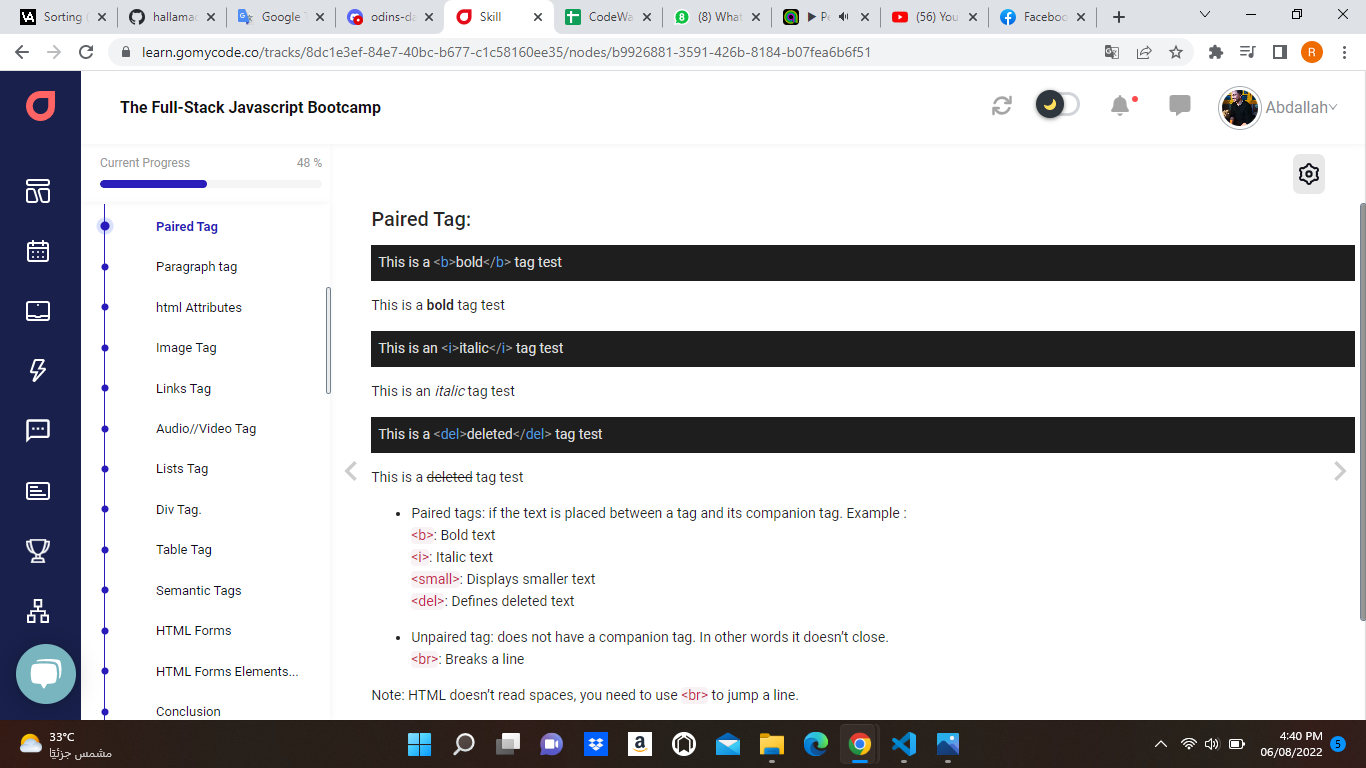 Sorting (
hallamac
Google T
odins-da
Skill
CodeWa
(8) What
Pe
(56) You
Faceboo
learn.gomycode.co/tracks/8dc1e3ef-84e7-40bc-b677-c1c58160ee35/nodes/b9926881-3591-426b-8184-b07fea6b6f51
R
The Full-Stack Javascript Bootcamp
Abdallah
Current Progress 48 %
Paired Tag
Paragraph tag
html Attributes
Image Tag
Links Tag
Audio//Video Tag
Lists Tag
Div Tag.
Table Tag
Semantic Tags
HTML Forms
HTML Forms Elements...
Conclusion
Paired Tag:
This is a <b>bold</b> tag test
This is a bold tag test
This is an <i>italic</i> tag test
This is an italic tag test
This is a <del>deleted</del> tag test
This is a deleted tag test
• Paired tags: if the text is placed between a tag and its companion tag. Example :
<b>: Bold text
<i>: Italic text
<small>: Displays smaller text
<del>: Defines deleted text
• Unpaired tag: does not have a companion tag. In other words it doesn't close.
<br>: Breaks a line
Note: HTML doesn't read spaces, you need to use <br> to jump a line.
33°C
مشمس جزئيًا
4:40 PM
06/08/2022
5